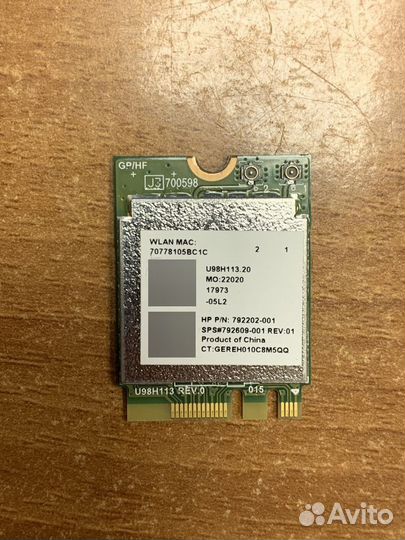 GP/HF
700598
WLAN MAC:
70778105BC1C
2 1
U98H113.20
MO:22020
17973
-05L2
HP P/N: 792202-001
SPS#792609-001 REV:01
Product of China
CT:GEREH010C8M5QQ
U98H113 REV.0
015
Avito